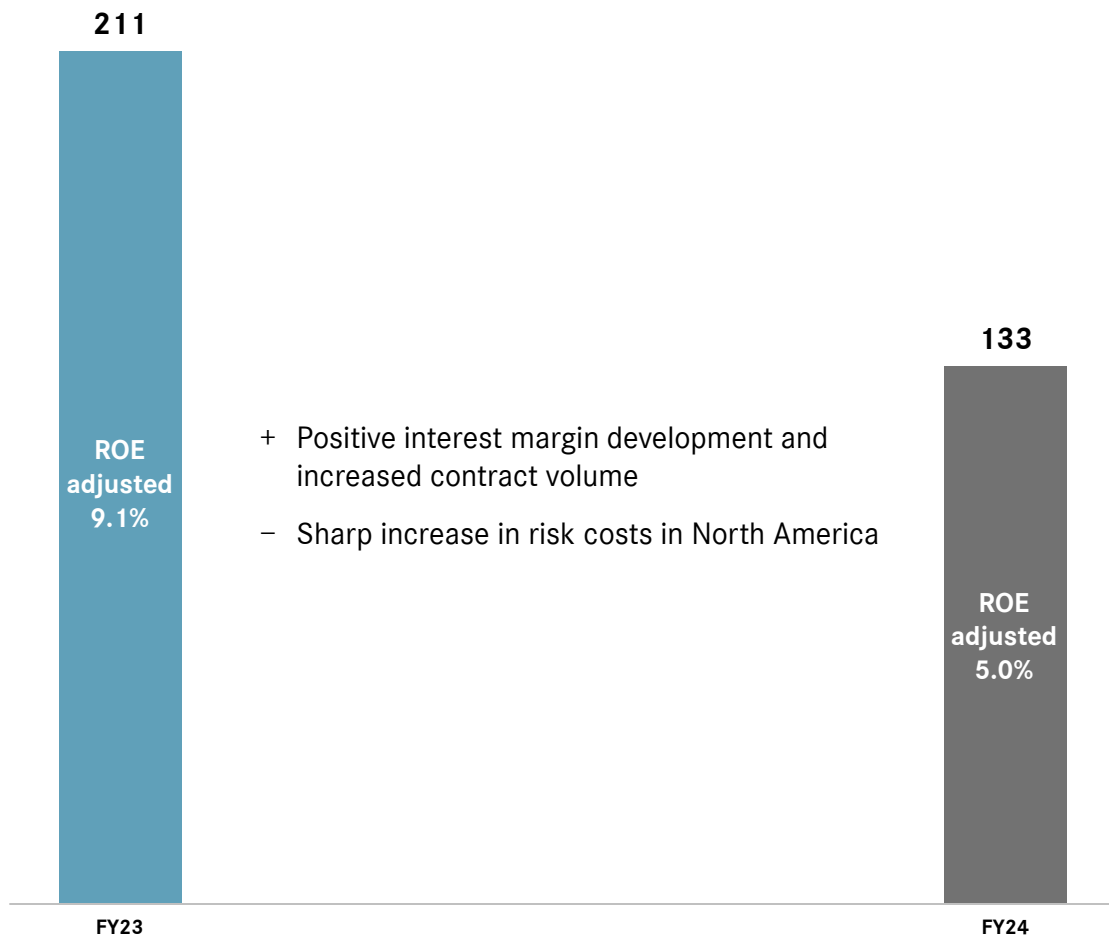 211
ROE
adjusted
9.1%
+ Positive interest margin development and
increased contract volume
– Sharp increase in risk costs in North America
133
ROE
adjusted
5.0%
FY23
FY24